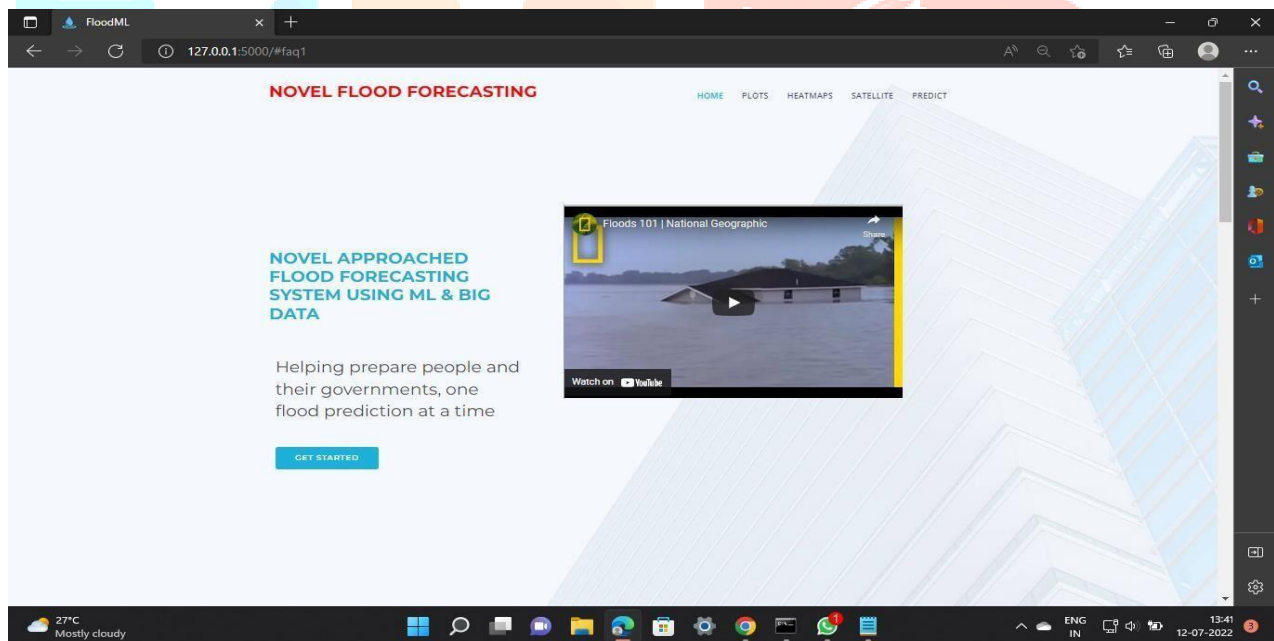 FloodML
127.0.0.1:5000/#faq1
NOVEL FLOOD FORECASTING
HOME PLOTS HEATMAPS SATELLITE PREDICT
Floods 101 | National Geographic
Share
NOVEL APPROACHED
FLOOD FORECASTING
SYSTEM USING ML & BIG
DATA
Helping prepare people and
their governments, one
flood prediction at a time
Watch on YouTube
GET STARTED
27°C
Mostly cloudy
1
ENG
IN
13:41
12-07-2022
3